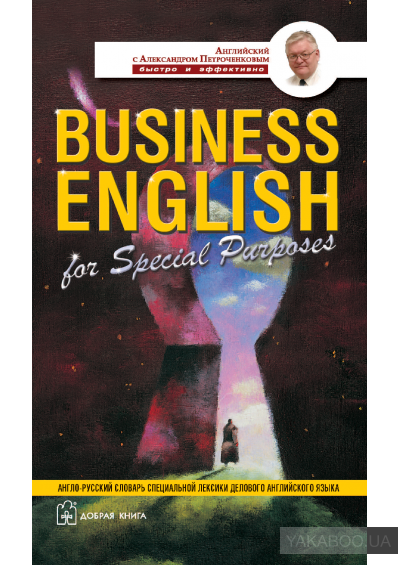 Английский
с Александром Петроченковым
быстро и эффективно
BUSINESS
ENGLISH
for Special Purposes
АНГЛО-РУССКИЙ СЛОВАРЬ СПЕЦИАЛЬНОЙ ЛЕКСИКИ ДЕЛОВОГО АНГЛИЙСКОГО ЯЗЫКА
ДОБРАЯ КНИГА
YAKABOO.UA